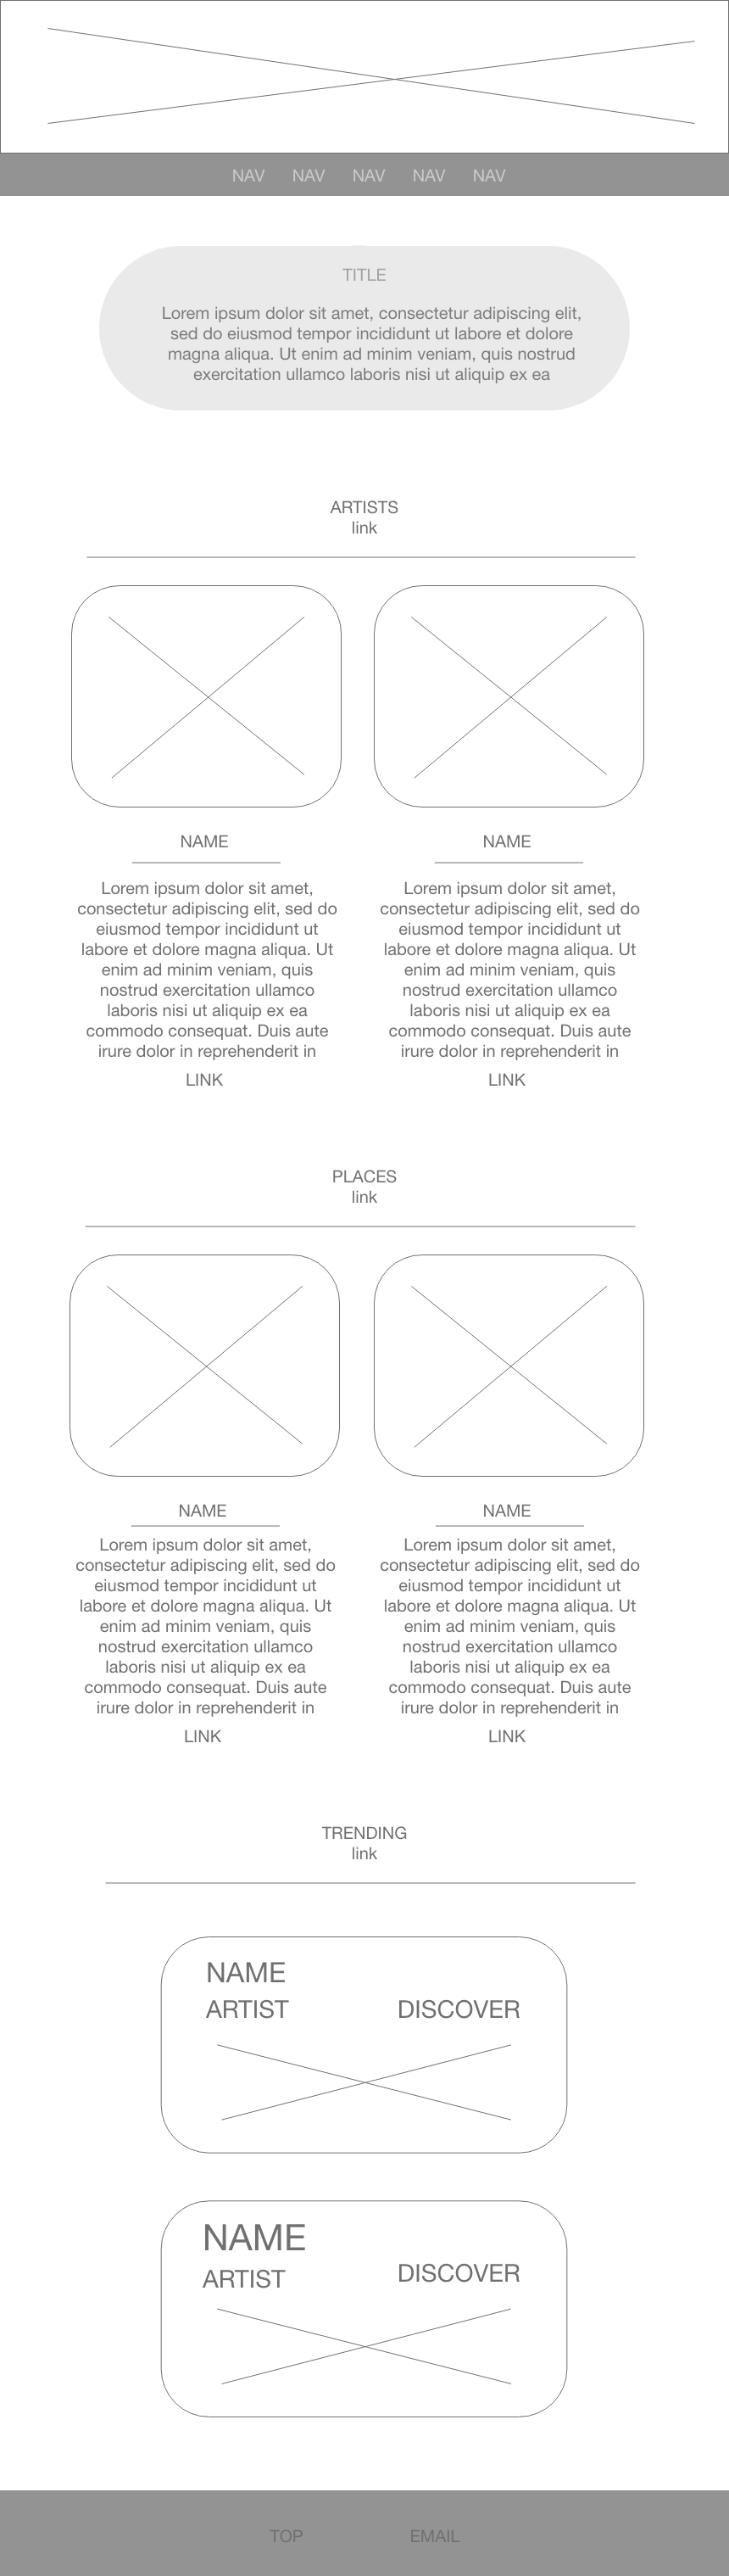 NAV NAV NAV NAV NAV
TITLE
Lorem ipsum dolor sit amet, consectetur adipiscing elit,
sed do eiusmod tempor incididunt ut labore et dolore
magna aliqua. Ut enim ad minim veniam, quis nostrud
exercitation ullamco laboris nisi ut aliquip ex ea
ARTISTS
link
NAME
Lorem ipsum dolor sit amet,
consectetur adipiscing elit, sed do
eiusmod tempor incididunt ut
labore et dolore magna aliqua. Ut
enim ad minim veniam, quis
nostrud exercitation ullamco
laboris nisi ut aliquip ex ea
commodo consequat. Duis aute
irure dolor in reprehenderit in
LINK
NAME
Lorem ipsum dolor sit amet,
consectetur adipiscing elit, sed do
eiusmod tempor incididunt ut
labore et dolore magna aliqua. Ut
enim ad minim veniam, quis
nostrud exercitation ullamco
laboris nisi ut aliquip ex ea
commodo consequat. Duis aute
irure dolor in reprehenderit in
LINK
PLACES
link
NAME
Lorem ipsum dolor sit amet,
consectetur adipiscing elit, sed do
eiusmod tempor incididunt ut
labore et dolore magna aliqua. Ut
enim ad minim veniam, quis
nostrud exercitation ullamco
laboris nisi ut aliquip ex ea
commodo consequat. Duis aute
irure dolor in reprehenderit in
LINK
NAME
Lorem ipsum dolor sit amet,
consectetur adipiscing elit, sed do
eiusmod tempor incididunt ut
labore et dolore magna aliqua. Ut
enim ad minim veniam, quis
nostrud exercitation ullamco
laboris nisi ut aliquip ex ea
commodo consequat. Duis aute
irure dolor in reprehenderit in
LINK
TRENDING
link
NAME
ARTIST DISCOVER
NAME
ARTIST DISCOVER
TOP EMAIL